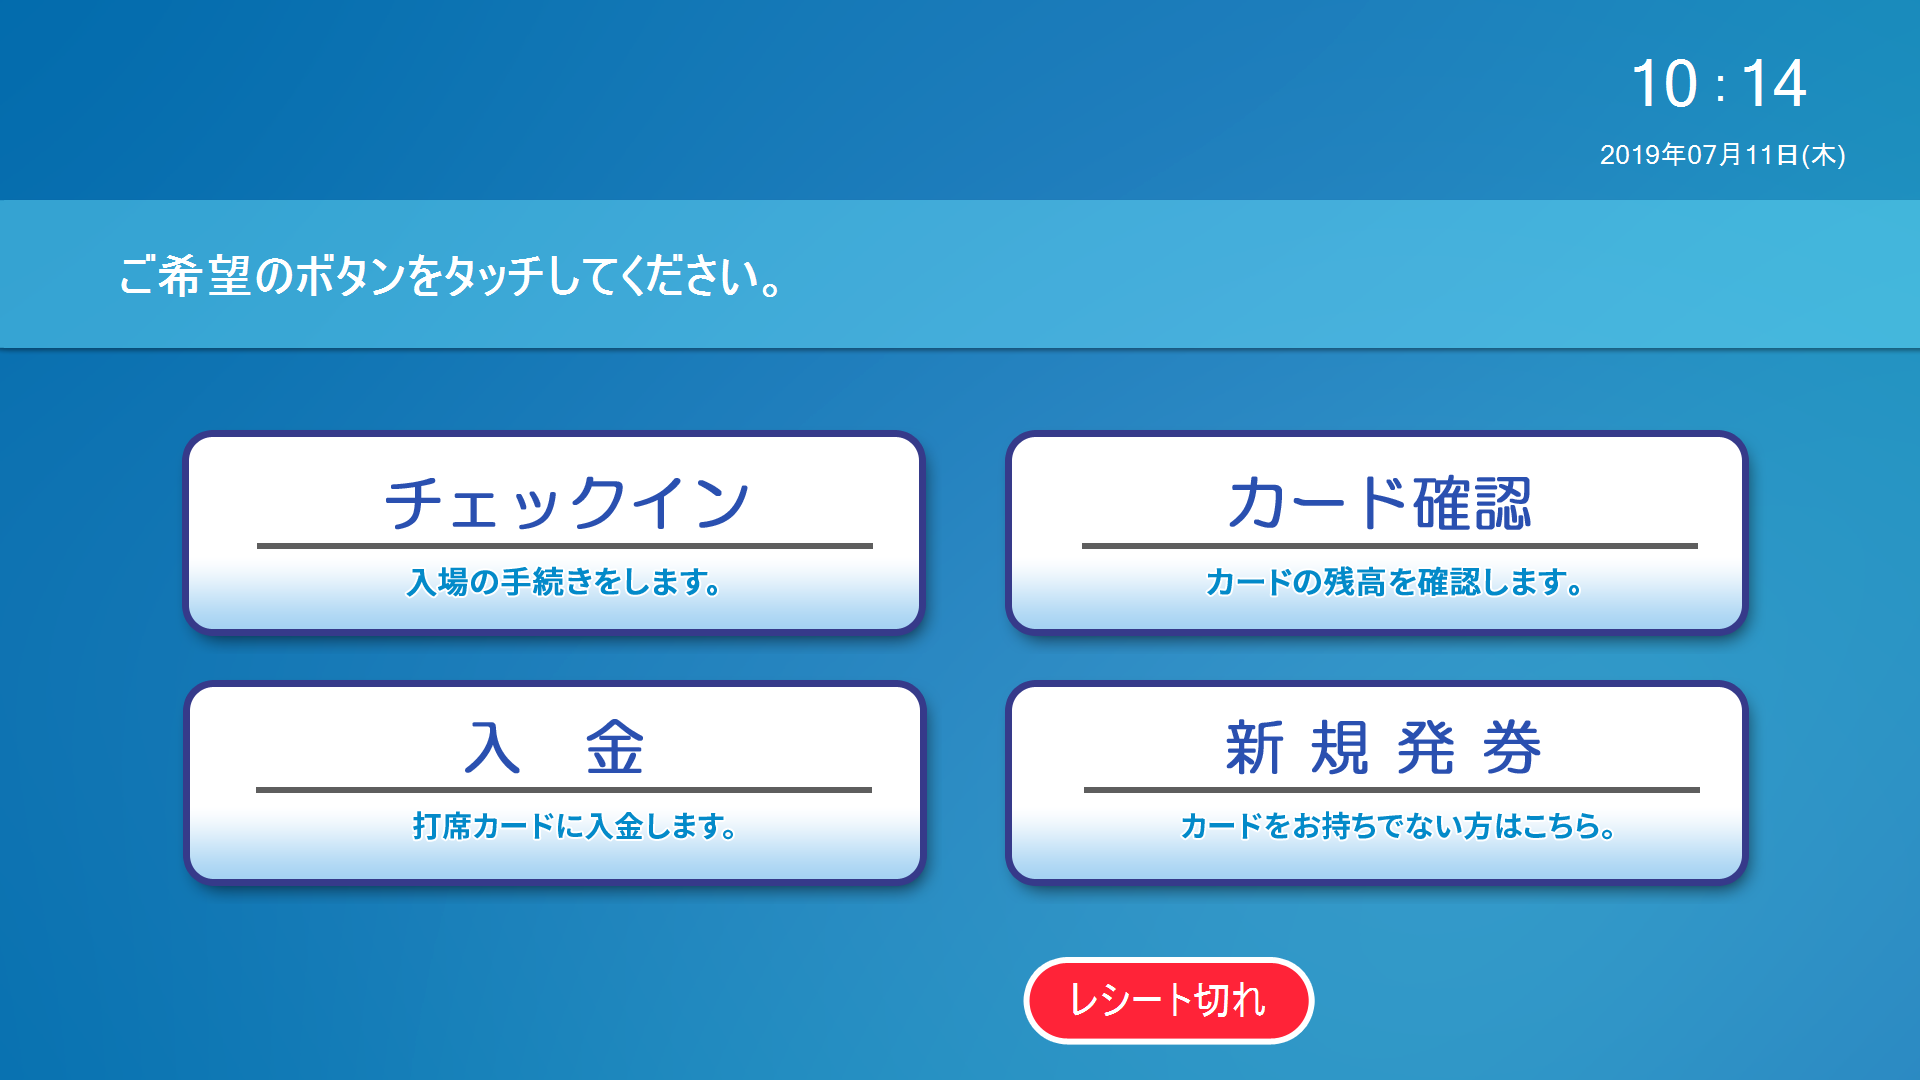 10:14
2019年07月11日(木)
ご希望のボタンをタッチしてください。
チェックイン
入場の手続きをします。
カード確認
カードの残高を確認します。
入 金
打席カードに入金します。
新規発券
カードをお持ちでない方はこちら。
レシート切れ